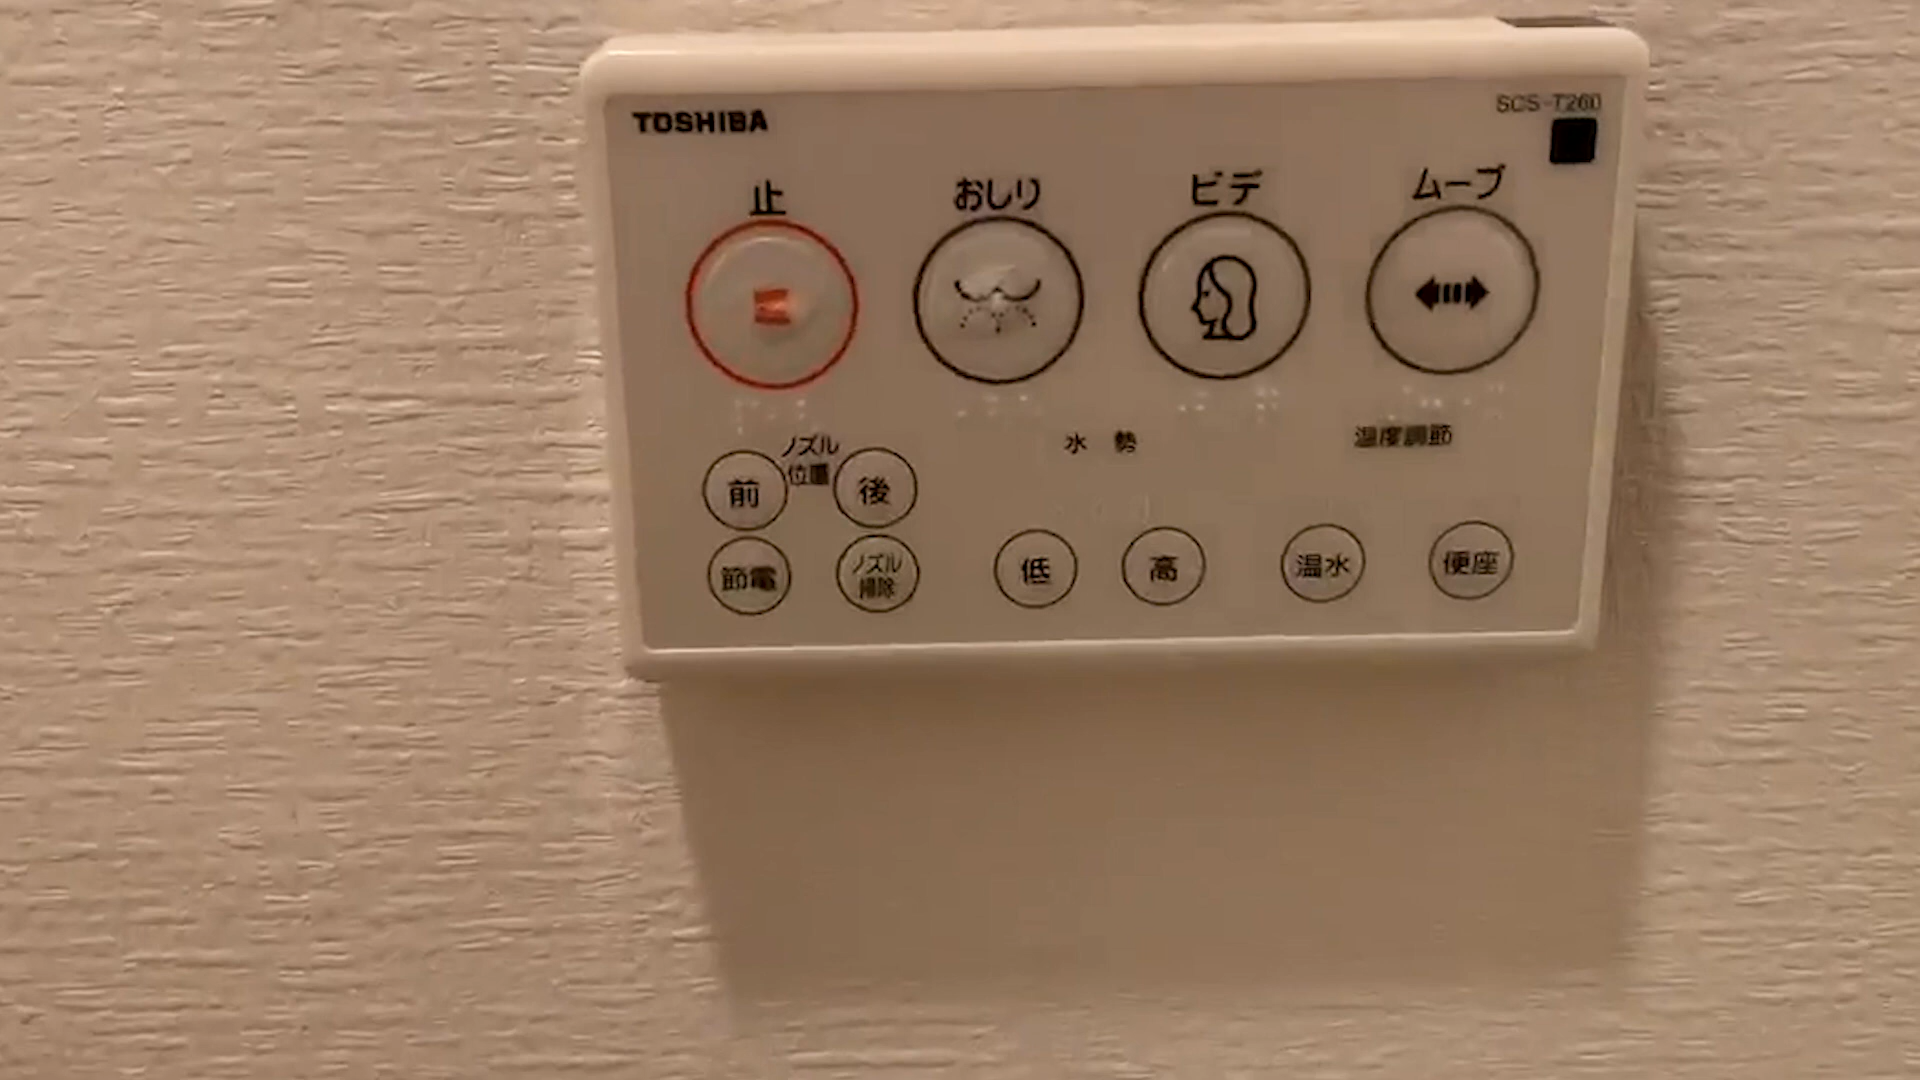 TOSHIBA
SCS-T260
止 おしり ビデ ムーブ
ノズル
位置
前 後
水 勢
温度調節
節電
ノズル
掃除
低 高 温水 便座